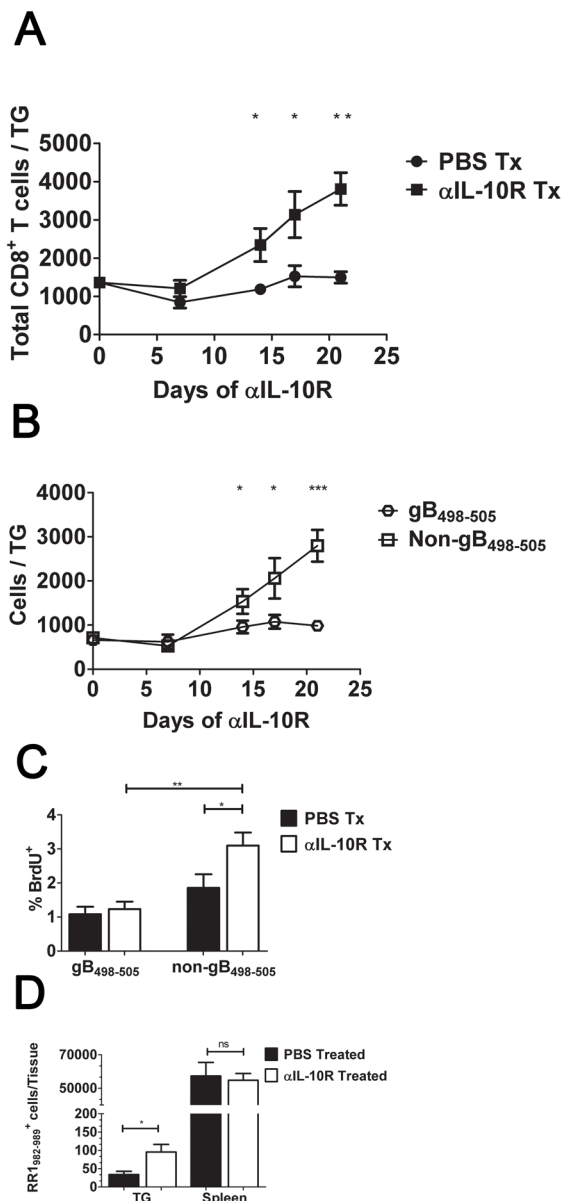 A
* * **
Total CD8+ T cells / TG
5000
4000
3000
2000
1000
0
0 5 10 15 20 25
Days of αIL-10R
PBS Tx
αIL-10R Tx
B
* * ***
Cells / TG
4000
3000
2000
1000
0
0 5 10 15 20 25
Days of αIL-10R
gB498-505
Non-gB498-505
C
**
*
% BrdU+
4
3
2
1
0
gB498-505 non-gB498-505
PBS Tx
αIL-10R Tx
D
ns
*
RR1982-989+ cells/Tissue
70000
50000
200
150
100
50
0
TG Spleen
PBS Treated
αIL-10R Treated